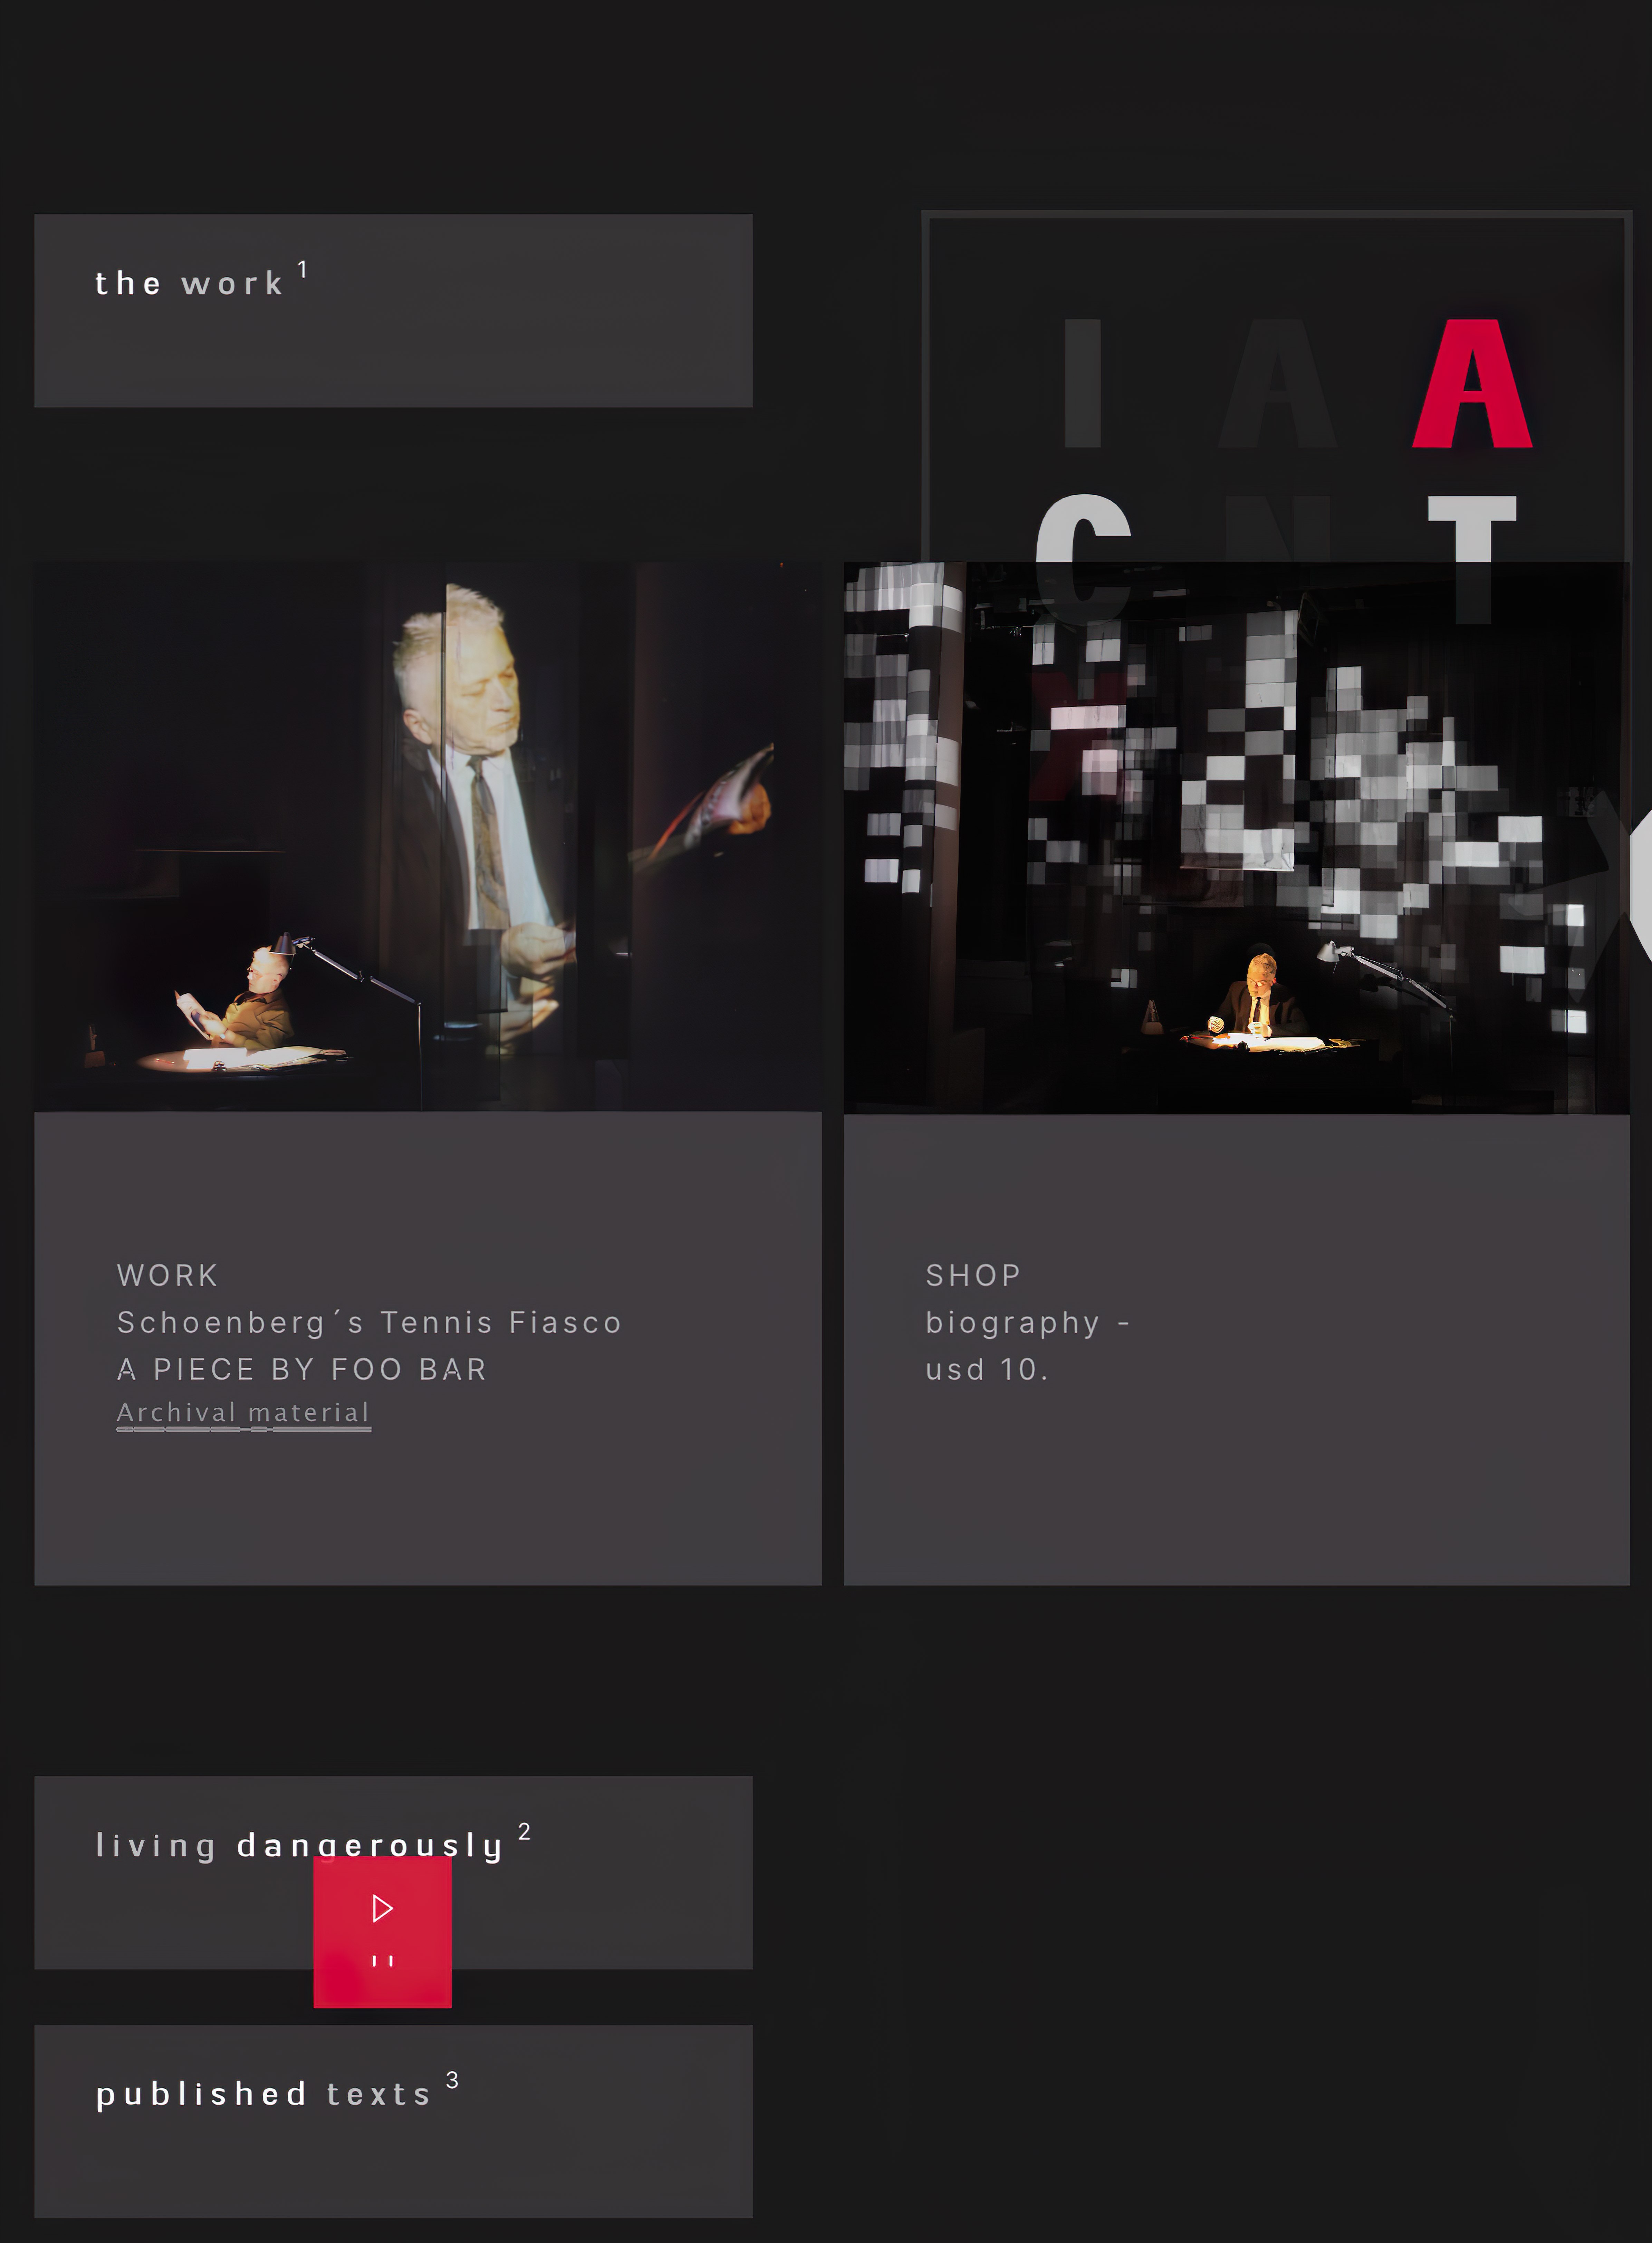 the work 1
I A A
C N T
WORK
Schoenberg´s Tennis Fiasco
A PIECE BY FOO BAR
Archival material
SHOP
biography -
usd 10.
living dangerously 2
published texts 3